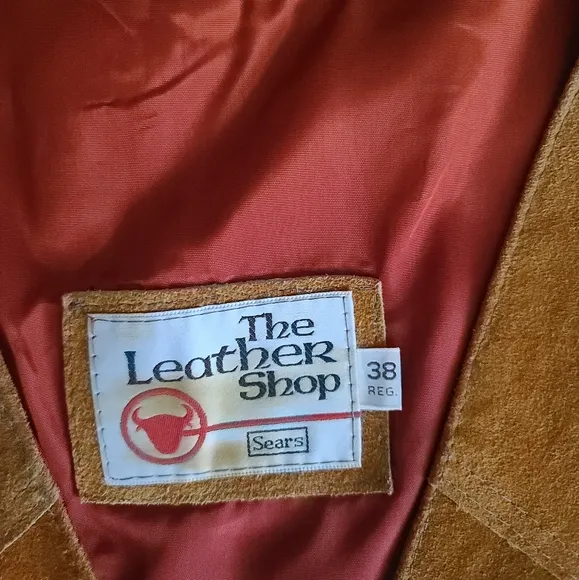 The
Leather
Shop
Sears
38
REG.